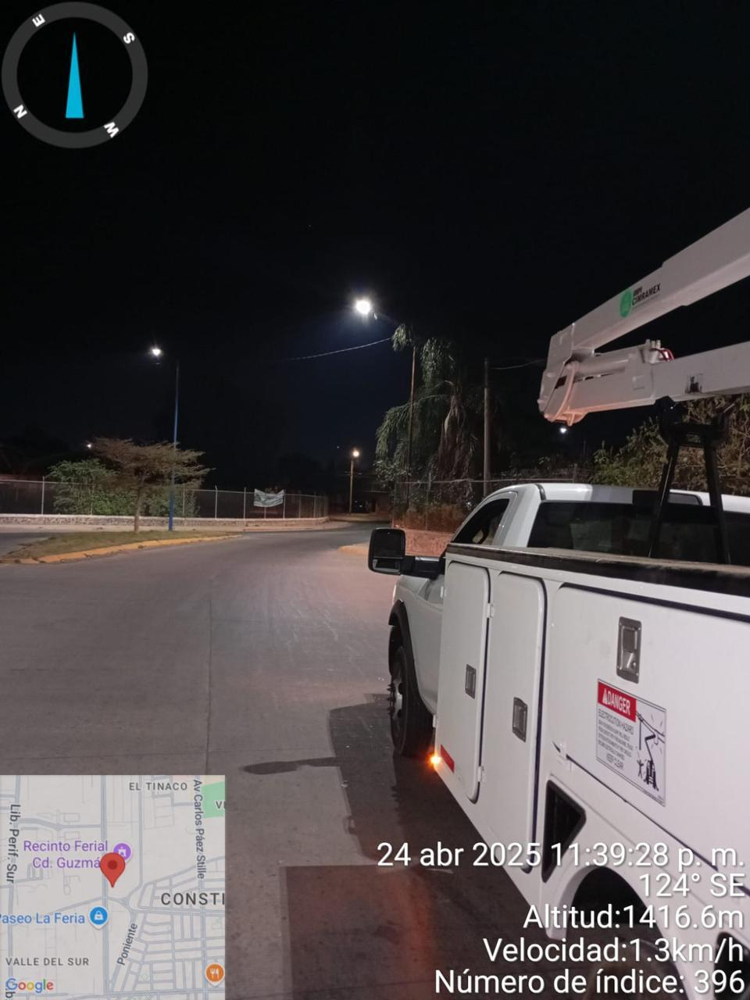 E
S
N
W
CIMRAMEX
DANGER
ELECTROCUTION HAZARD
KEEP CLEAR
EL TINACO
Av Carlos Páez Stille
Lib. Perif. Sur
Recinto Ferial
Cd. Guzmá
CONSTI
Paseo La Feria
Poniente
VALLE DEL SUR
Google
24 abr 2025 11:39:28 p. m.
124° SE
Altitud:1416.6m
Velocidad:1.3km/h
Número de índice: 396